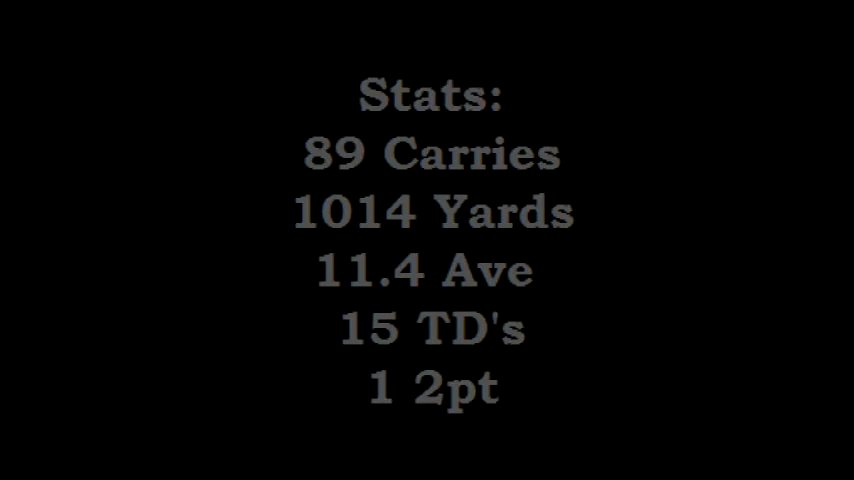 Stats:
89 Carries
1014 Yards
11.4 Ave
15 TD's
1 2pt